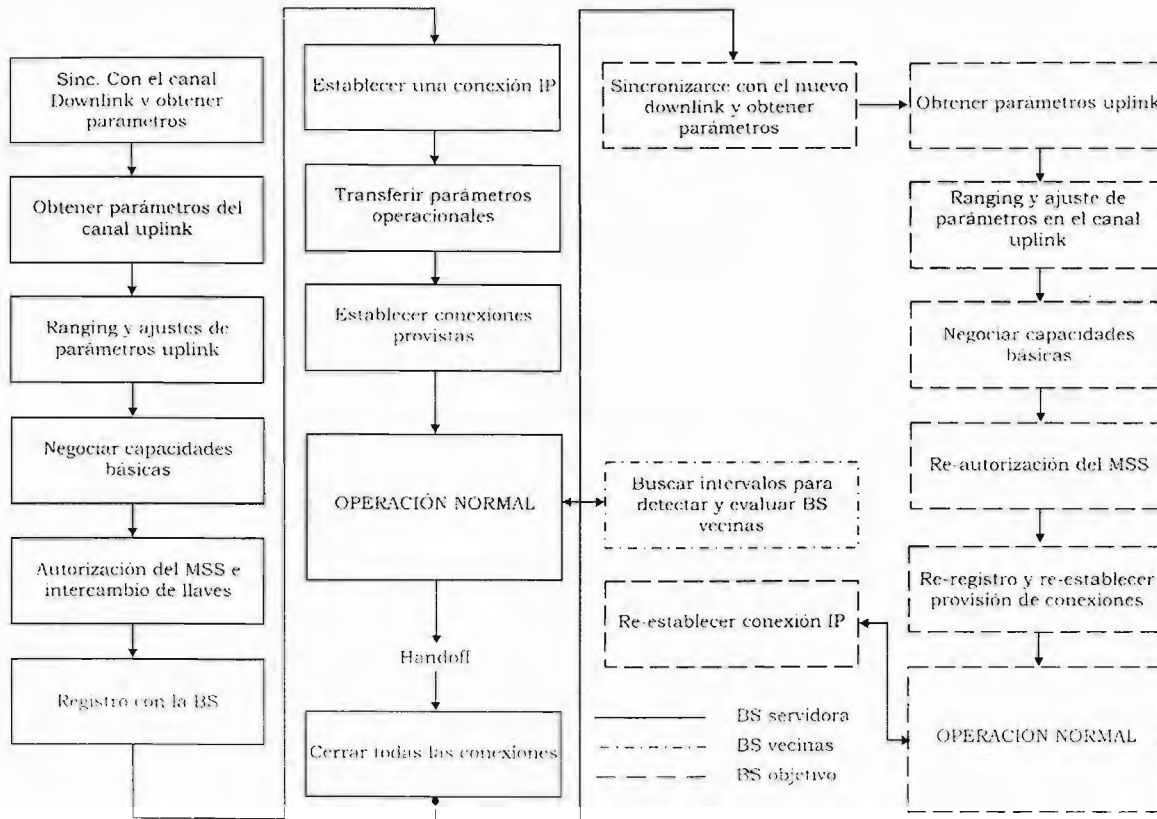 Sinc. Con el canal
Downlink y obtener
parametros
Obtener parámetros del
canal uplink
Ranging y ajustes de
parámetros uplink
Negociar capacidades
básicas
Autorización del MSS e
intercambio de llaves
Registro con la BS
Establecer una conexión IP
Transferir parámetros
operacionales
Establecer conexiones
provistas
OPERACIÓN NORMAL
Handoff
Cerrar todas las conexiones
Sincronizarce con el nuevo
downlink y obtener
parámetros
Buscar intervalos para
detectar y evaluar BS
vecinas
Re-establecer conexión IP
BS servidora
BS vecinas
BS objetivo
Obtener parámetros uplink
Ranging y ajuste de
parámetros en el canal
uplink
Negociar capacidades
básicas
Re-autorización del MSS
Re-registro y re-establecer
provisión de conexiones
OPERACION NORMAL